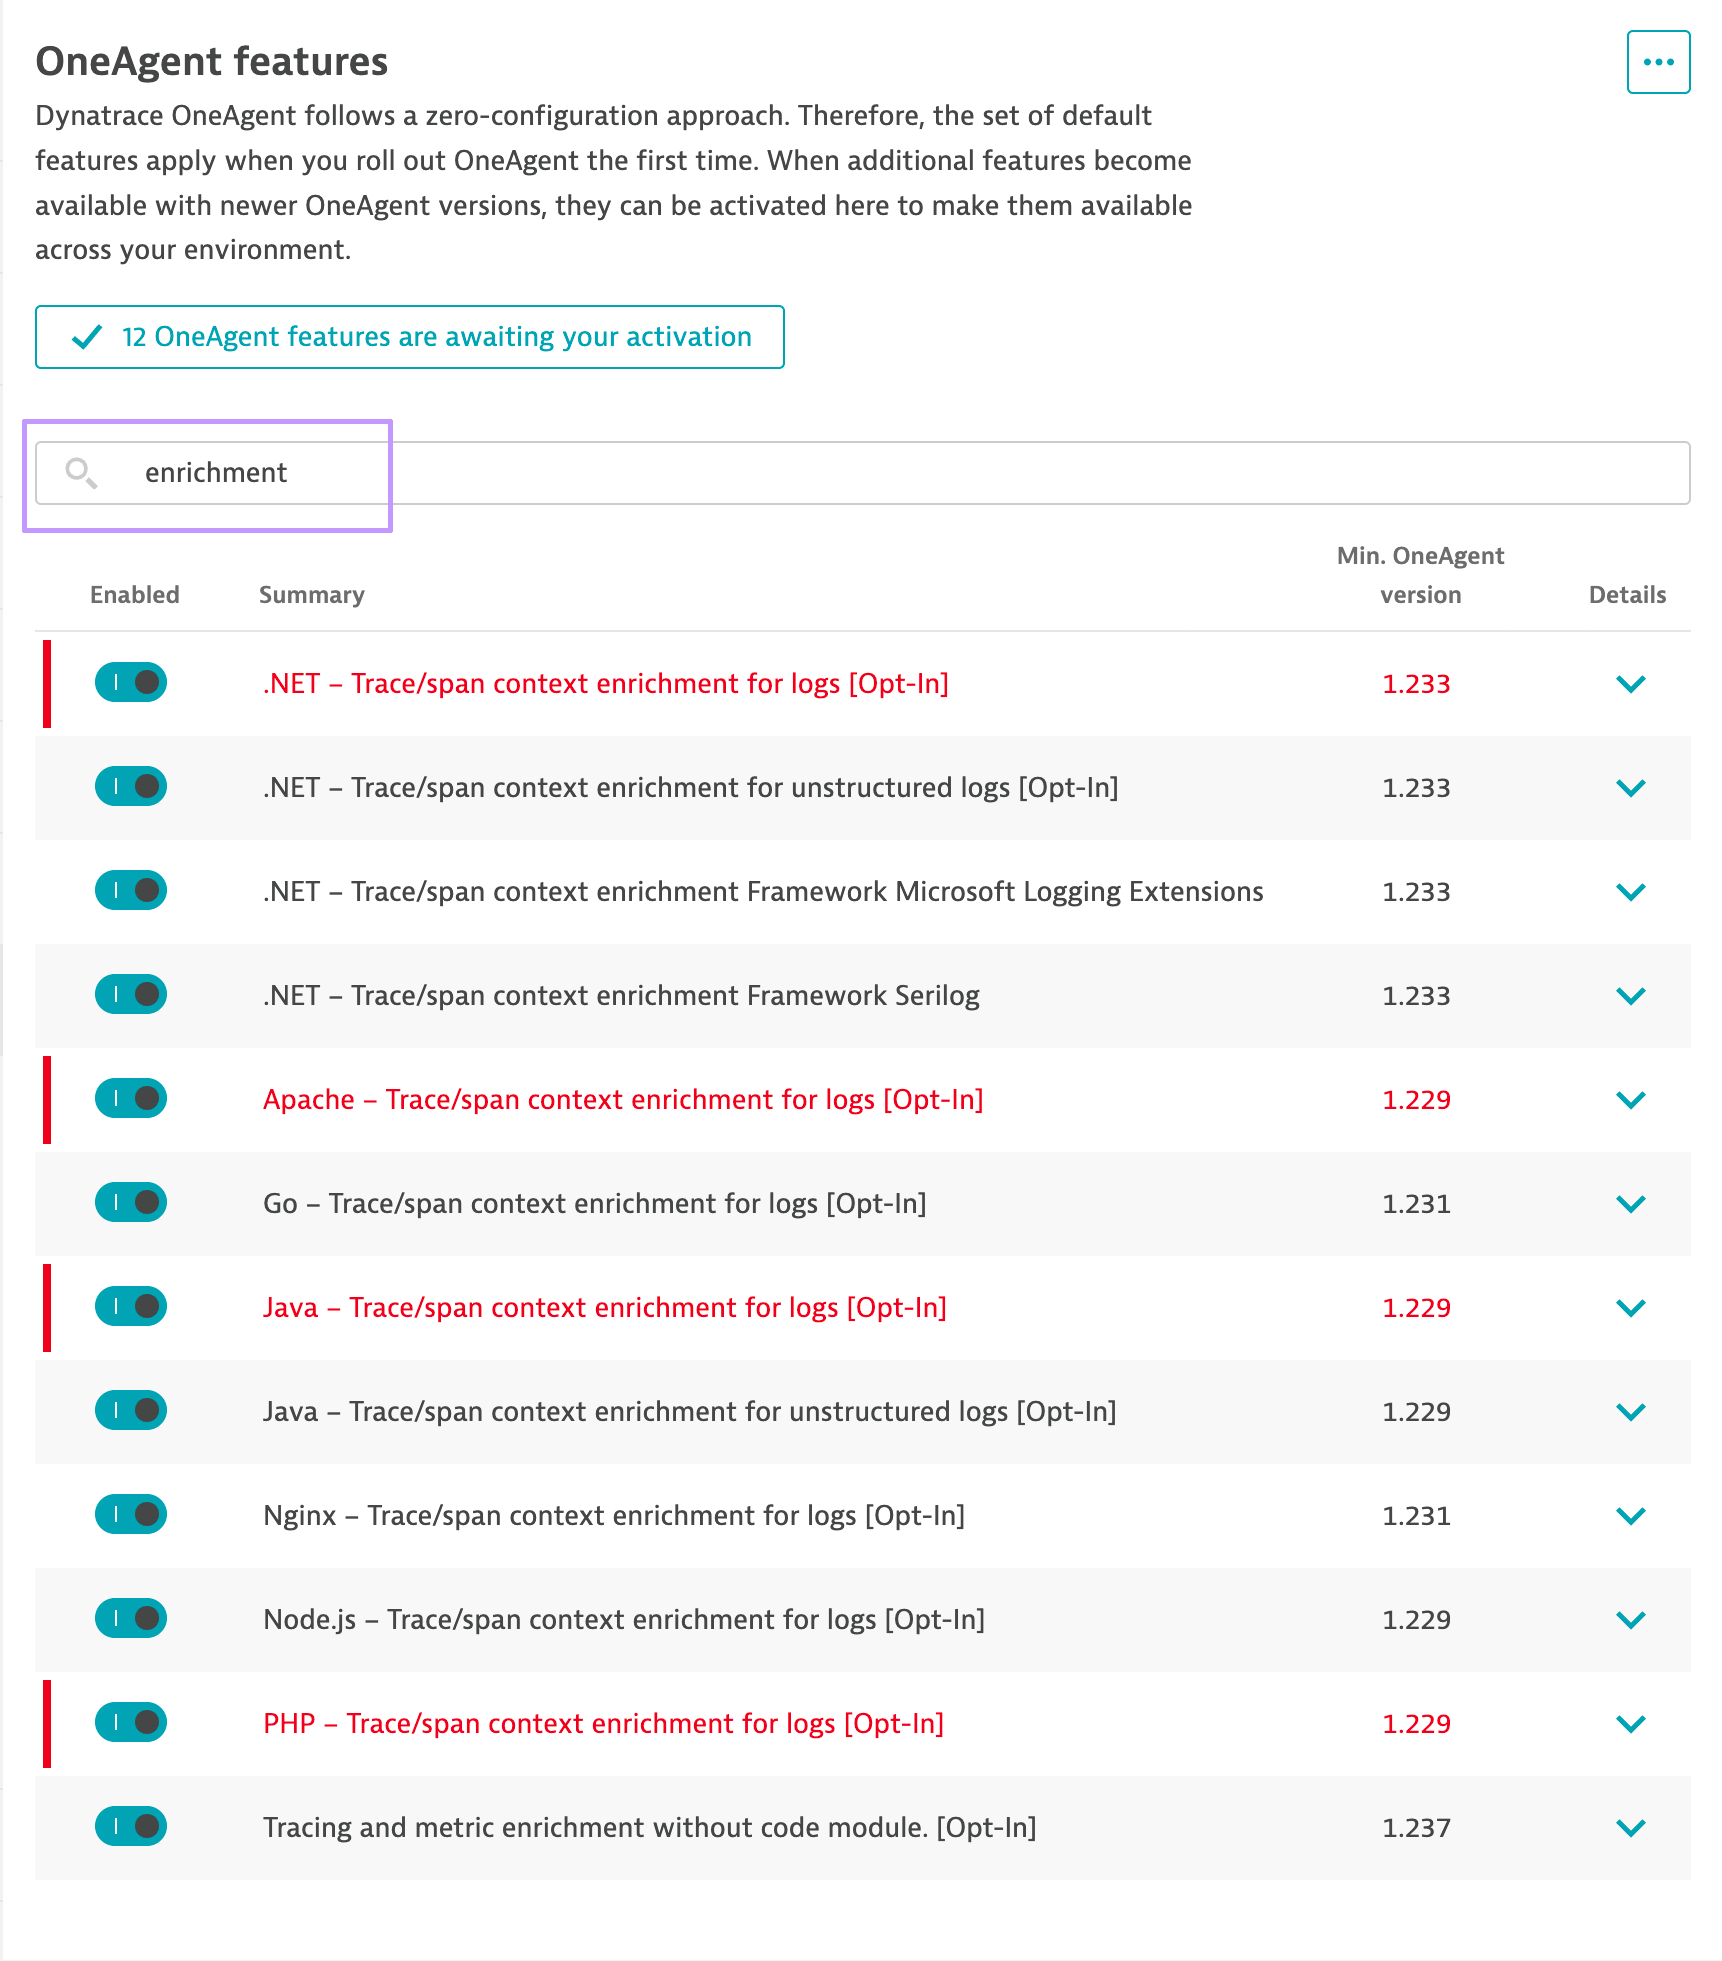 OneAgent features
Dynatrace OneAgent follows a zero-configuration approach. Therefore, the set of default
features apply when you roll out OneAgent the first time. When additional features become
available with newer OneAgent versions, they can be activated here to make them available
across your environment.
12 OneAgent features are awaiting your activation
enrichment
Enabled Summary Min. OneAgent version Details
.NET – Trace/span context enrichment for logs [Opt-In] 1.233
.NET – Trace/span context enrichment for unstructured logs [Opt-In] 1.233
.NET – Trace/span context enrichment Framework Microsoft Logging Extensions 1.233
.NET – Trace/span context enrichment Framework Serilog 1.233
Apache – Trace/span context enrichment for logs [Opt-In] 1.229
Go – Trace/span context enrichment for logs [Opt-In] 1.231
Java – Trace/span context enrichment for logs [Opt-In] 1.229
Java – Trace/span context enrichment for unstructured logs [Opt-In] 1.229
Nginx – Trace/span context enrichment for logs [Opt-In] 1.231
Node.js – Trace/span context enrichment for logs [Opt-In] 1.229
PHP – Trace/span context enrichment for logs [Opt-In] 1.229
Tracing and metric enrichment without code module. [Opt-In] 1.237